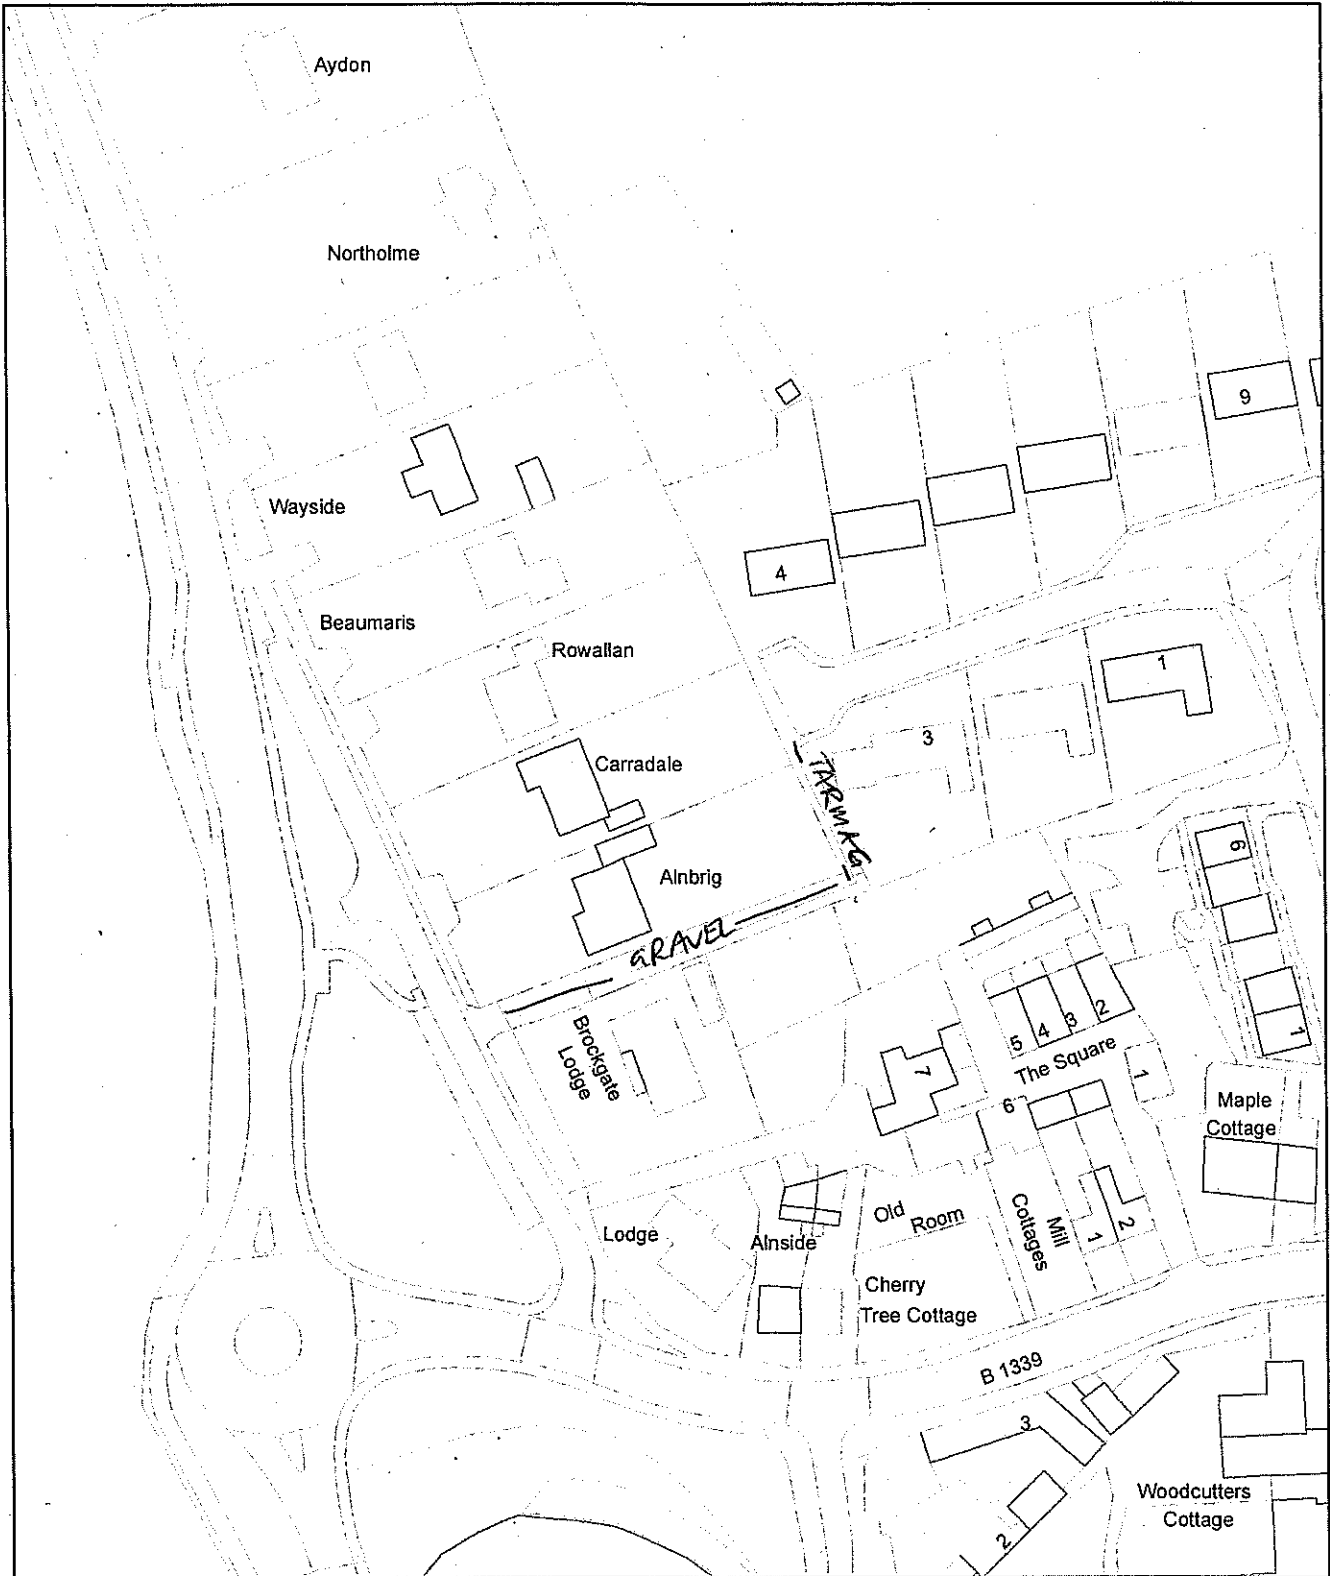 Aydon
Northolme
9
Wayside
4
Beaumaris
Rowallan
1
3
Carradale
TARMAC
6
Alnbrig
GRAVEL
Brockgate
Lodge
5
4
3
2
The Square
7
1
1
6
Maple
Cottage
Old
Room
Mill
Cottages
1
2
Lodge
Alnside
Cherry
Tree Cottage
B 1339
3
2
Woodcutters
Cottage